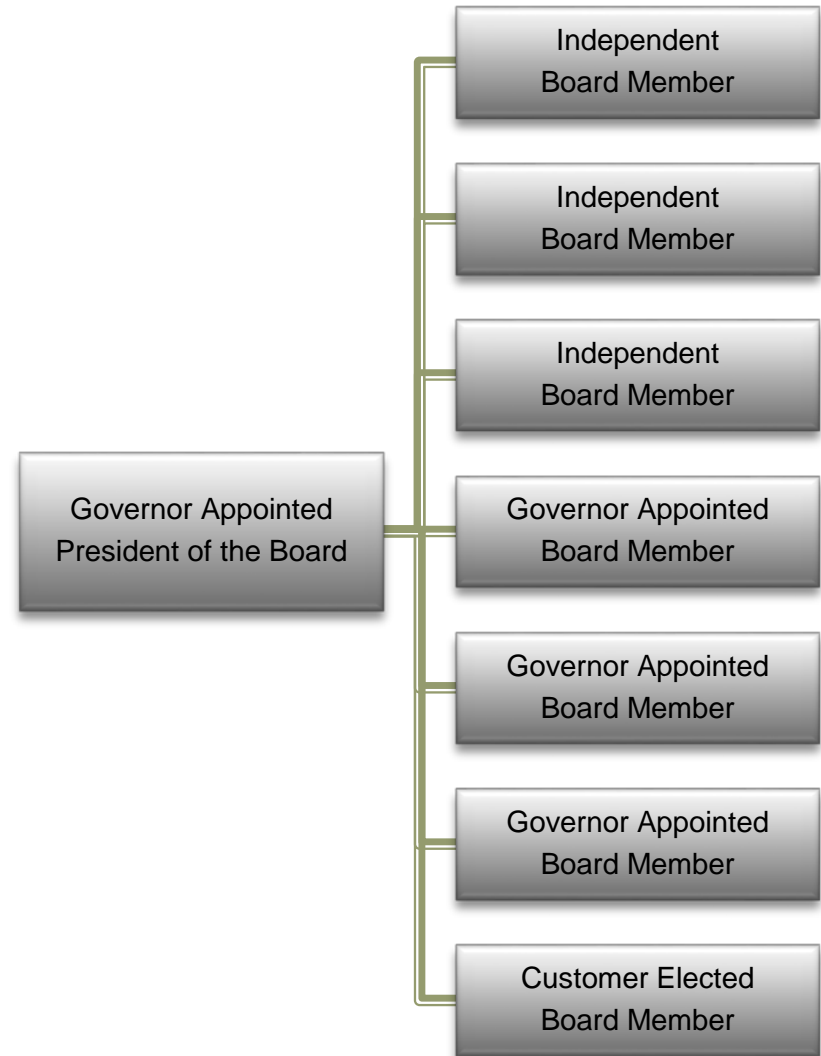 Independent
Board Member
Independent
Board Member
Independent
Board Member
Governor Appointed
President of the Board
Governor Appointed
Board Member
Governor Appointed
Board Member
Governor Appointed
Board Member
Customer Elected
Board Member